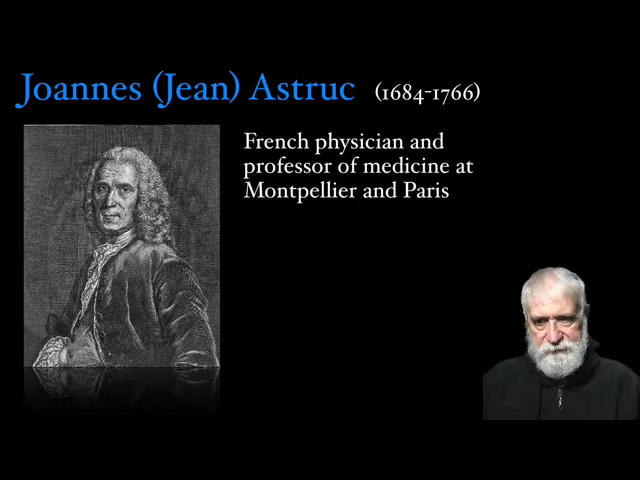 Joannes (Jean) Astruc (1684-1766)
French physician and
professor of medicine at
Montpellier and Paris